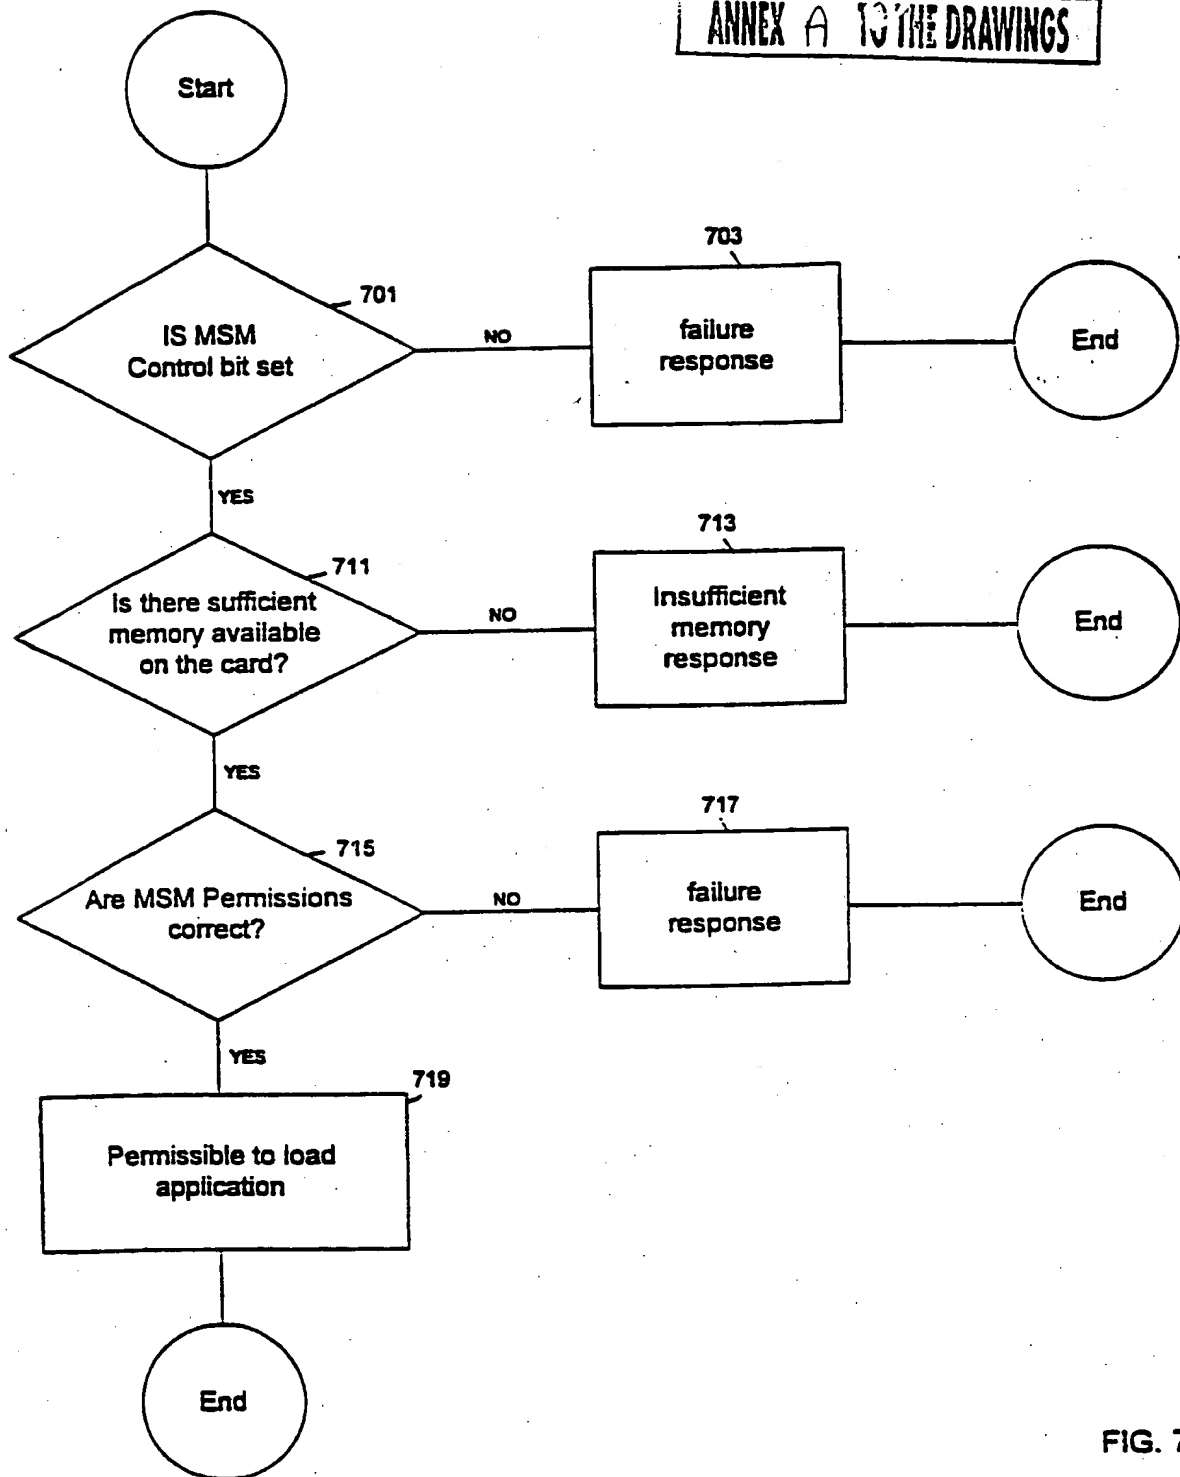 ANNEX A TO THE DRAWINGS
Start
701
IS MSM
Control bit set
NO
703
failure
response
End
YES
711
Is there sufficient
memory available
on the card?
NO
713
Insufficient
memory
response
End
YES
715
Are MSM Permissions
correct?
NO
717
failure
response
End
YES
719
Permissible to load
application
End
FIG. 7